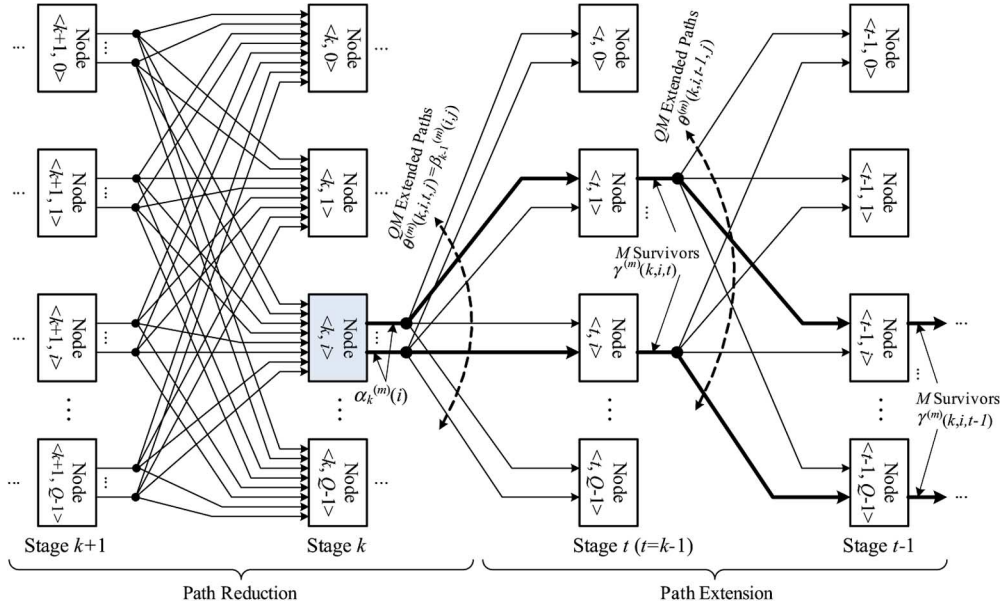 Node
<k+1, 0>
Node
<k, 0>
Node
<t, 0>
Node
<t-1, 0>
...
...
...
...
QM Extended Paths
θ^(m)(k,i,t,j)=β_{k-1}^(m)(i,j)
QM Extended Paths
θ^(m)(k,i,t-1,j)
Node
<k+1, 1>
Node
<k, 1>
Node
<t, 1>
Node
<t-1, 1>
...
...
...
...
M Survivors
γ^(m)(k,i,t)
Node
<k+1, i>
Node
<k, i>
Node
<t, i>
Node
<t-1, i>
...
...
...
...
...
α_k^(m)(i)
M Survivors
γ^(m)(k,i,t-1)
...
...
...
...
Node
<k+1, Q-1>
Node
<k, Q-1>
Node
<t, Q-1>
Node
<t-1, Q-1>
...
...
...
...
Stage k+1
Stage k
Stage t (t=k-1)
Stage t-1
Path Reduction
Path Extension